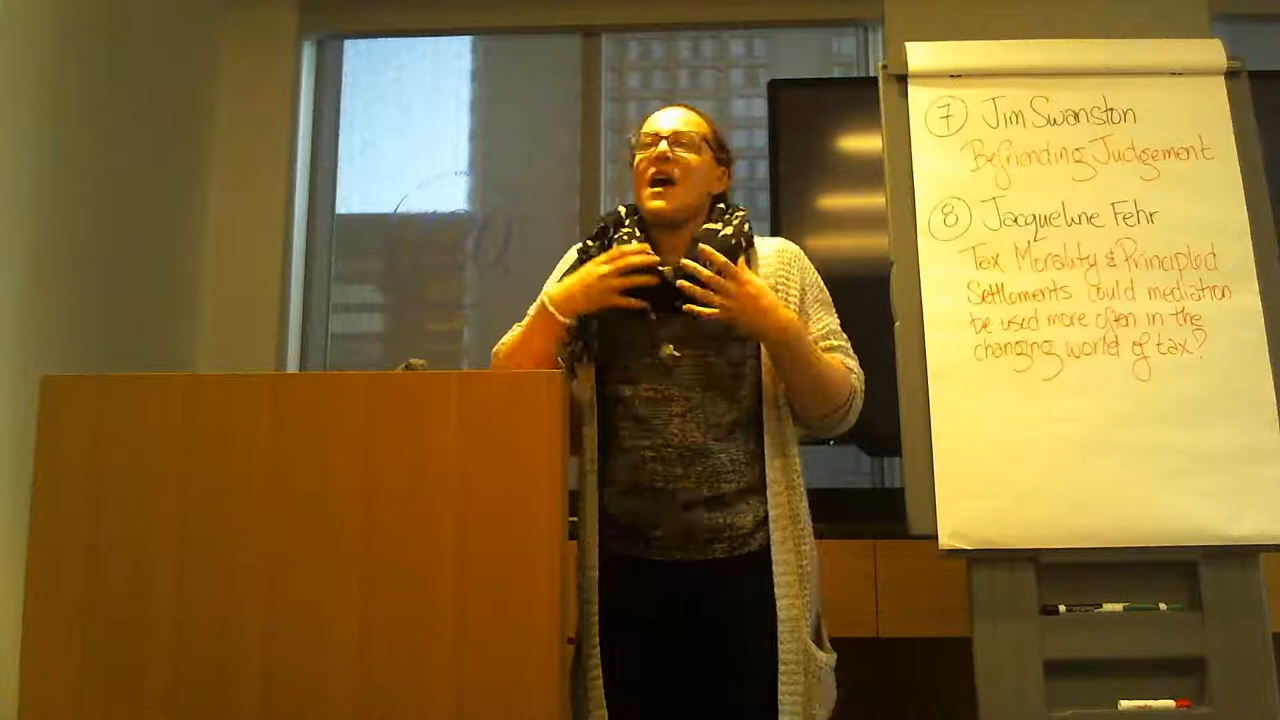 7 Jim Swanston
Befriending Judgement
8 Jacqueline Fehr
Tax Morality & Principled
Settlements could mediation
be used more often in the
changing world of tax?